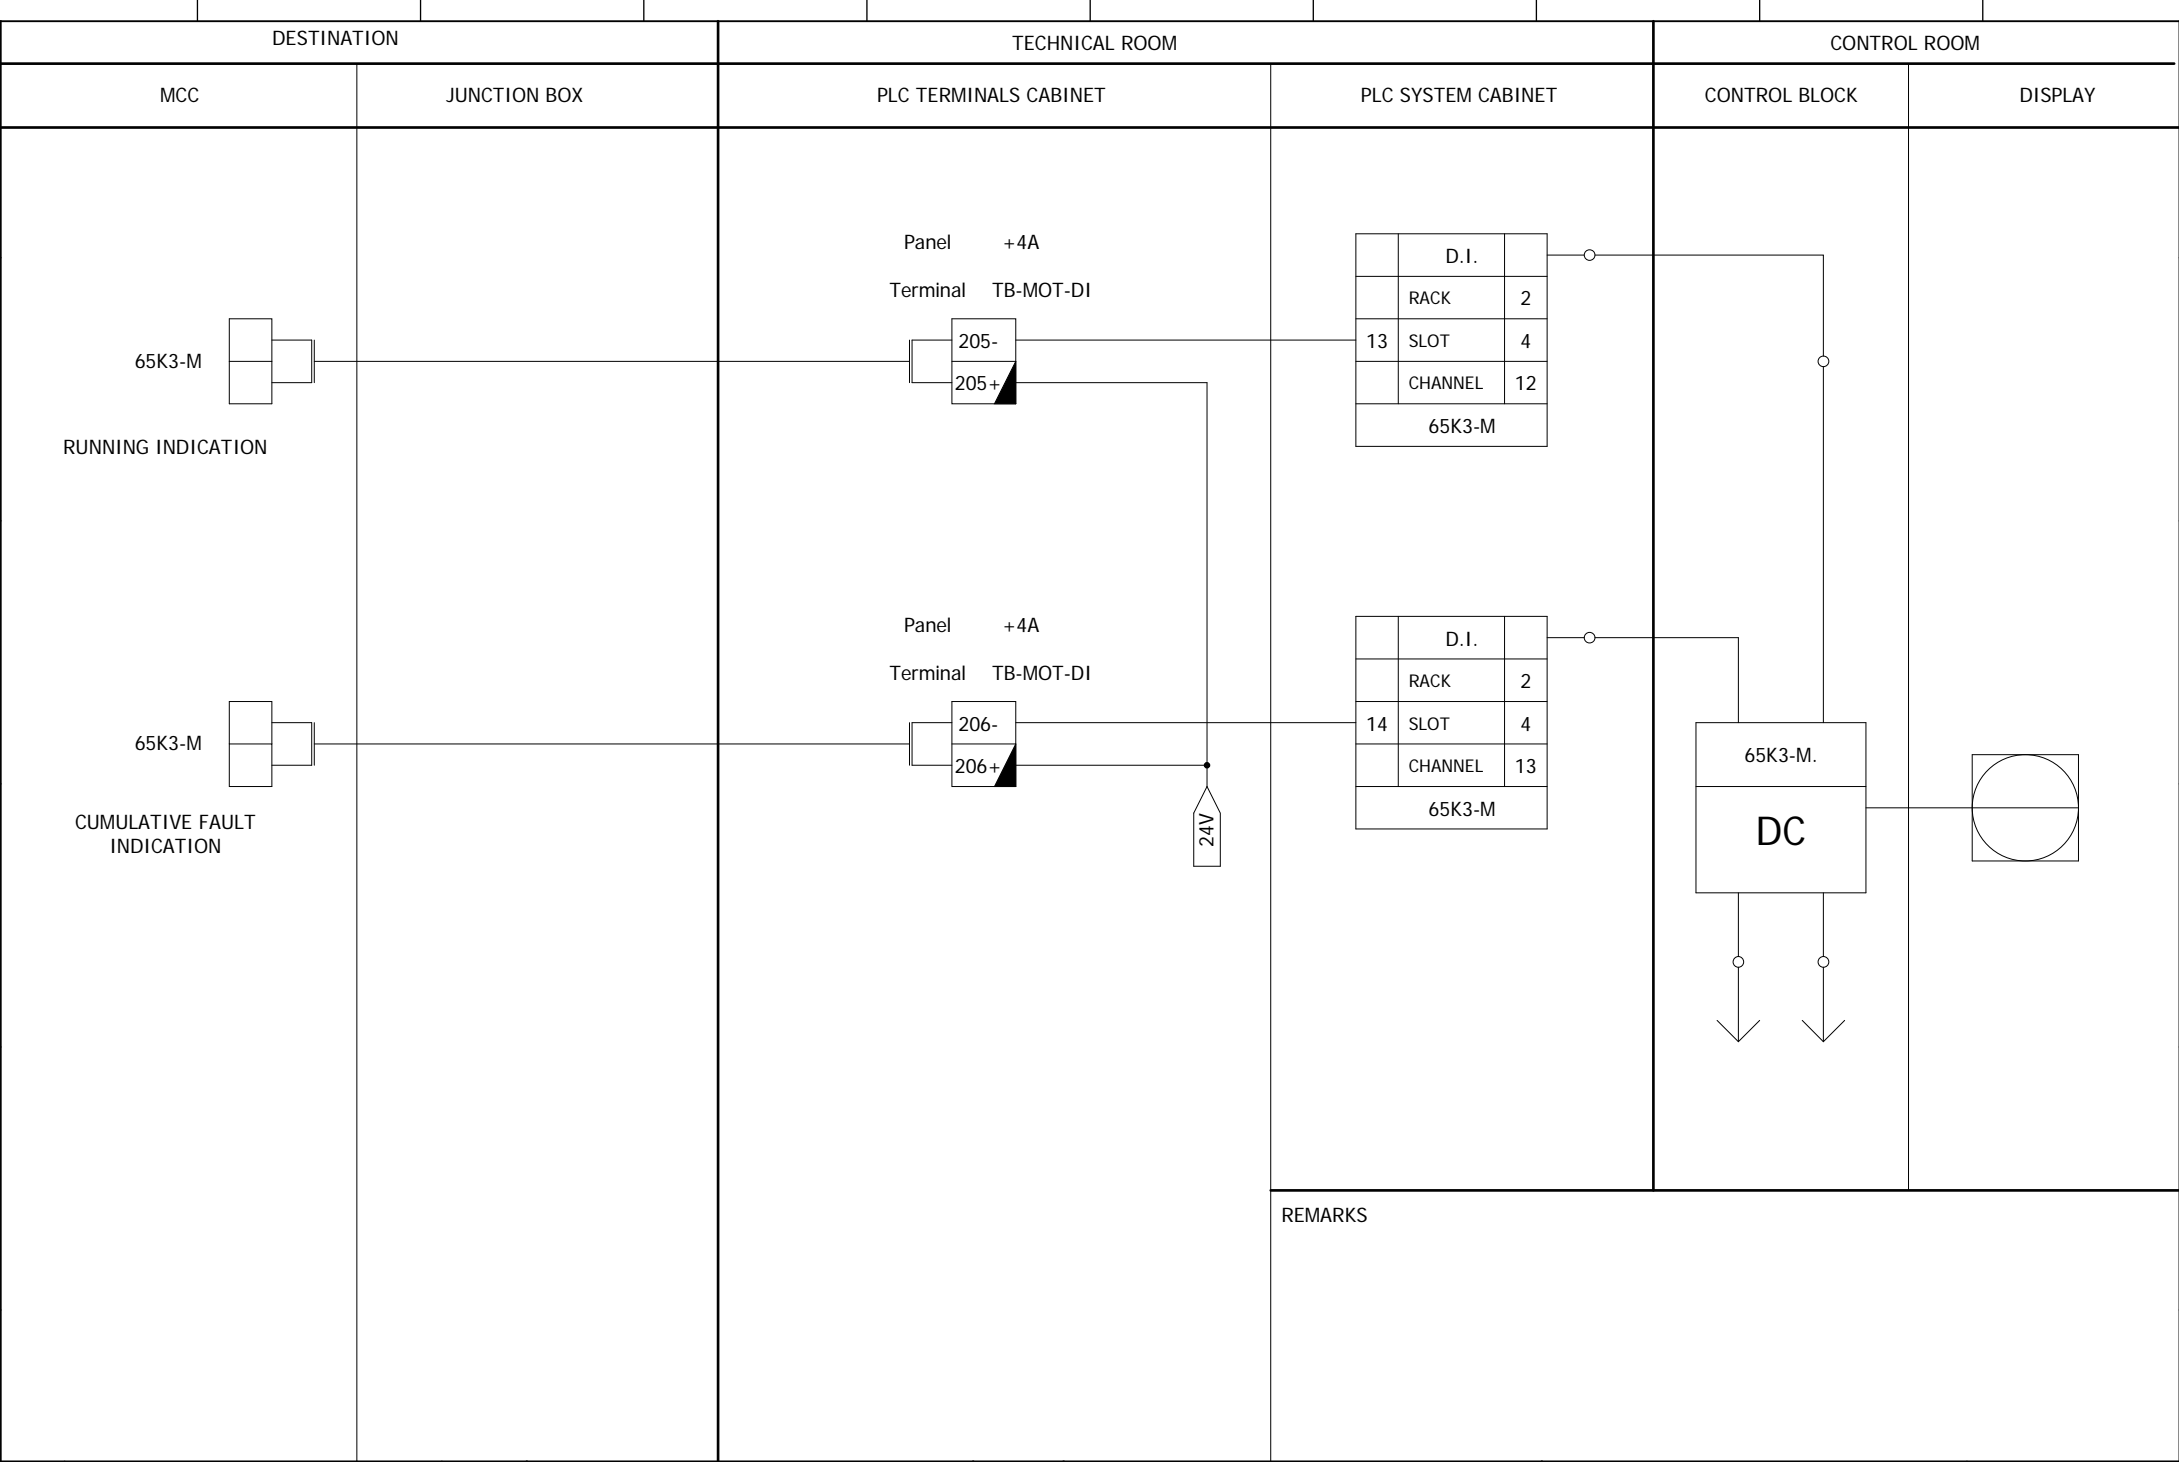 DESTINATION
TECHNICAL ROOM
CONTROL ROOM
MCC
JUNCTION BOX
PLC TERMINALS CABINET
PLC SYSTEM CABINET
CONTROL BLOCK
DISPLAY
Panel +4A
Terminal TB-MOT-DI
205-
205+
65K3-M
RUNNING INDICATION
D.I.
RACK 2
13 SLOT 4
CHANNEL 12
65K3-M
Panel +4A
Terminal TB-MOT-DI
206-
206+
65K3-M
CUMULATIVE FAULT
INDICATION
24V
D.I.
RACK 2
14 SLOT 4
CHANNEL 13
65K3-M
65K3-M.
DC
REMARKS